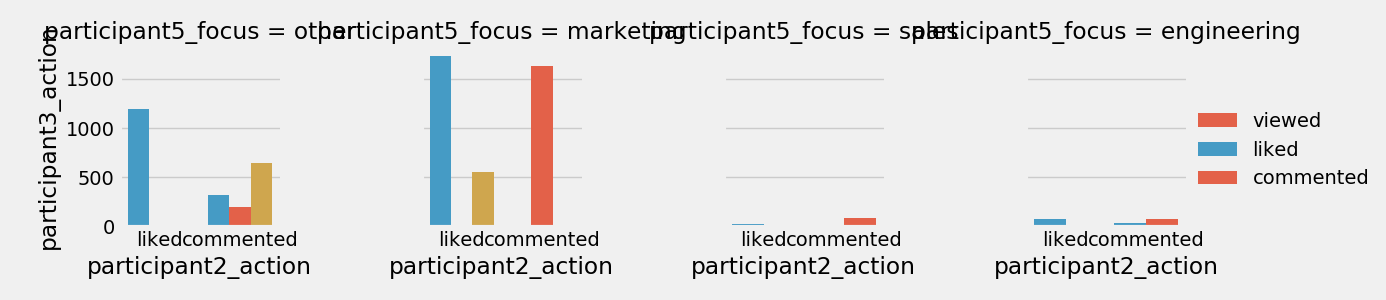 participant5_focus = other
participant5_focus = marketing
participant5_focus = sales
participant5_focus = engineering
participant3_action
1500
1000
500
0
liked commented
liked commented
liked commented
liked commented
participant2_action
participant2_action
participant2_action
participant2_action
viewed
liked
commented